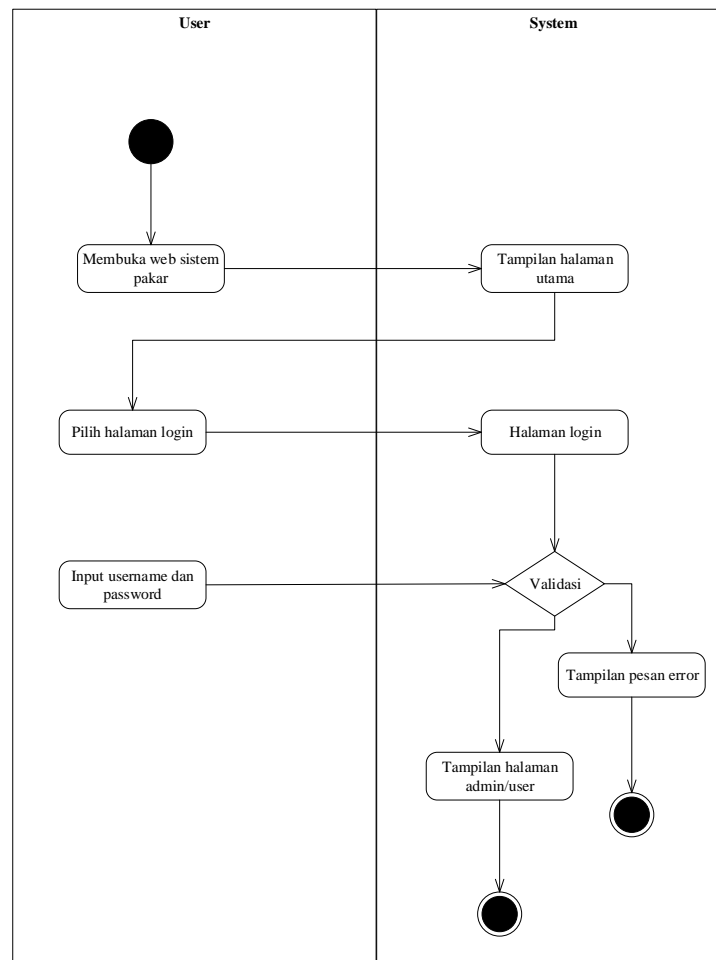 User
System
Membuka web sistem
pakar
Tampilan halaman
utama
Pilih halaman login
Halaman login
Input username dan
password
Validasi
Tampilan pesan error
Tampilan halaman
admin/user